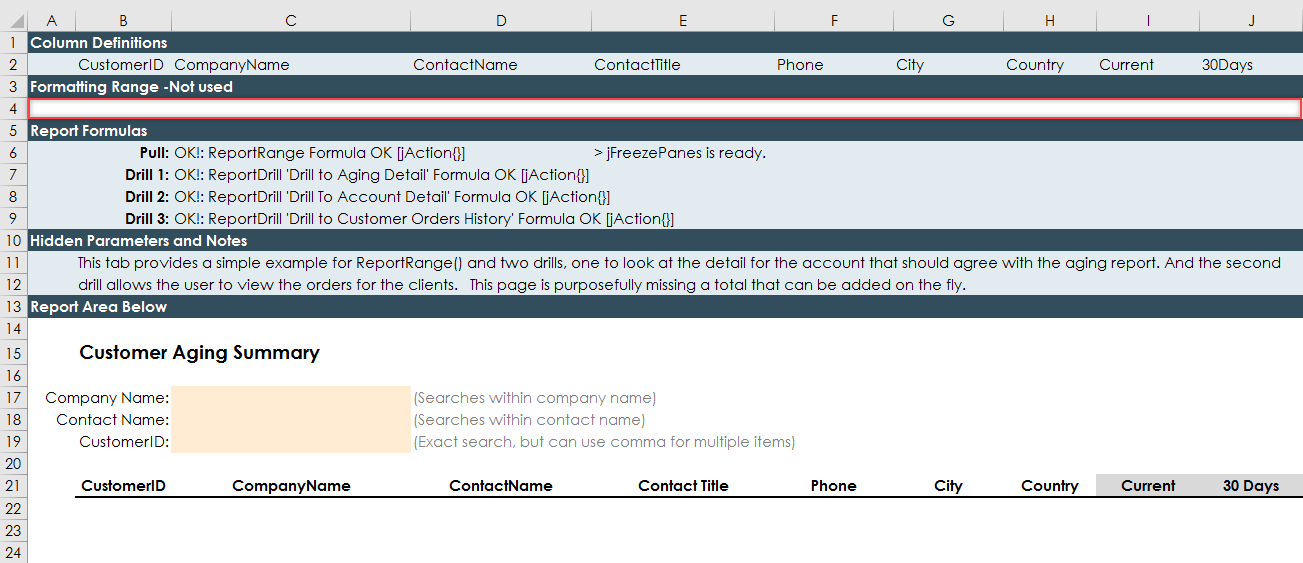 A B C D E F G H I J
1 Column Definitions
2 CustomerID CompanyName ContactName ContactTitle Phone City Country Current 30Days
3 Formatting Range -Not used
4
5 Report Formulas
6 Pull: OK!: ReportRange Formula OK [jAction{}] > jFreezePanes is ready.
7 Drill 1: OK!: ReportDrill 'Drill to Aging Detail' Formula OK [jAction{}]
8 Drill 2: OK!: ReportDrill 'Drill To Account Detail' Formula OK [jAction{}]
9 Drill 3: OK!: ReportDrill 'Drill to Customer Orders History' Formula OK [jAction{}]
10 Hidden Parameters and Notes
11 This tab provides a simple example for ReportRange() and two drills, one to look at the detail for the account that should agree with the aging report. And the second
12 drill allows the user to view the orders for the clients. This page is purposefully missing a total that can be added on the fly.
13 Report Area Below
14
15 Customer Aging Summary
16
17 Company Name: (Searches within company name)
18 Contact Name: (Searches within contact name)
19 CustomerID: (Exact search, but can use comma for multiple items)
20
21 CustomerID CompanyName ContactName Contact Title Phone City Country Current 30 Days
22
23
24